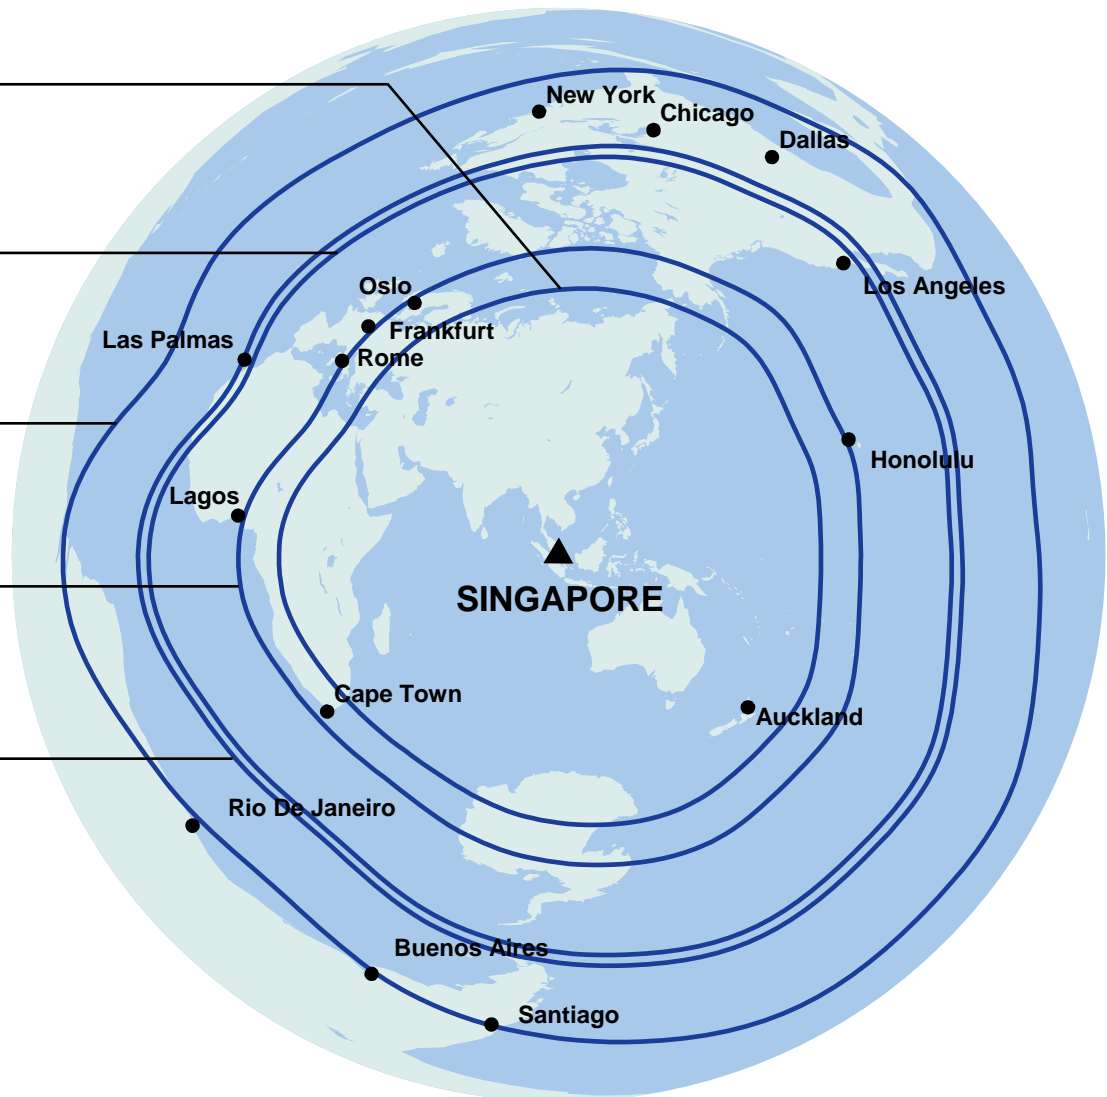 New York
Chicago
Dallas
Oslo
Los Angeles
Frankfurt
Las Palmas
Rome
Honolulu
Lagos
SINGAPORE
Cape Town
Auckland
Rio De Janeiro
Buenos Aires
Santiago